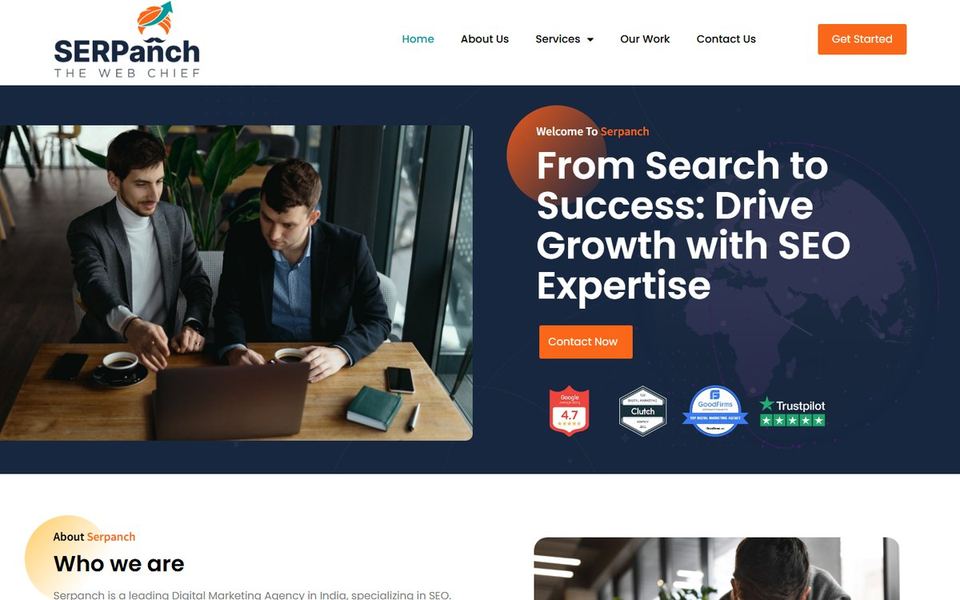 SERPanch
THE WEB CHIEF
Home
About Us
Services
Our Work
Contact Us
Get Started
Welcome To Serpanch
From Search to
Success: Drive
Growth with SEO
Expertise
Contact Now
Google
4.7
Clutch
GoodFirms
Trustpilot
About Serpanch
Who we are
Serpanch is a leading Digital Marketing Agency in India, specializing in SEO,